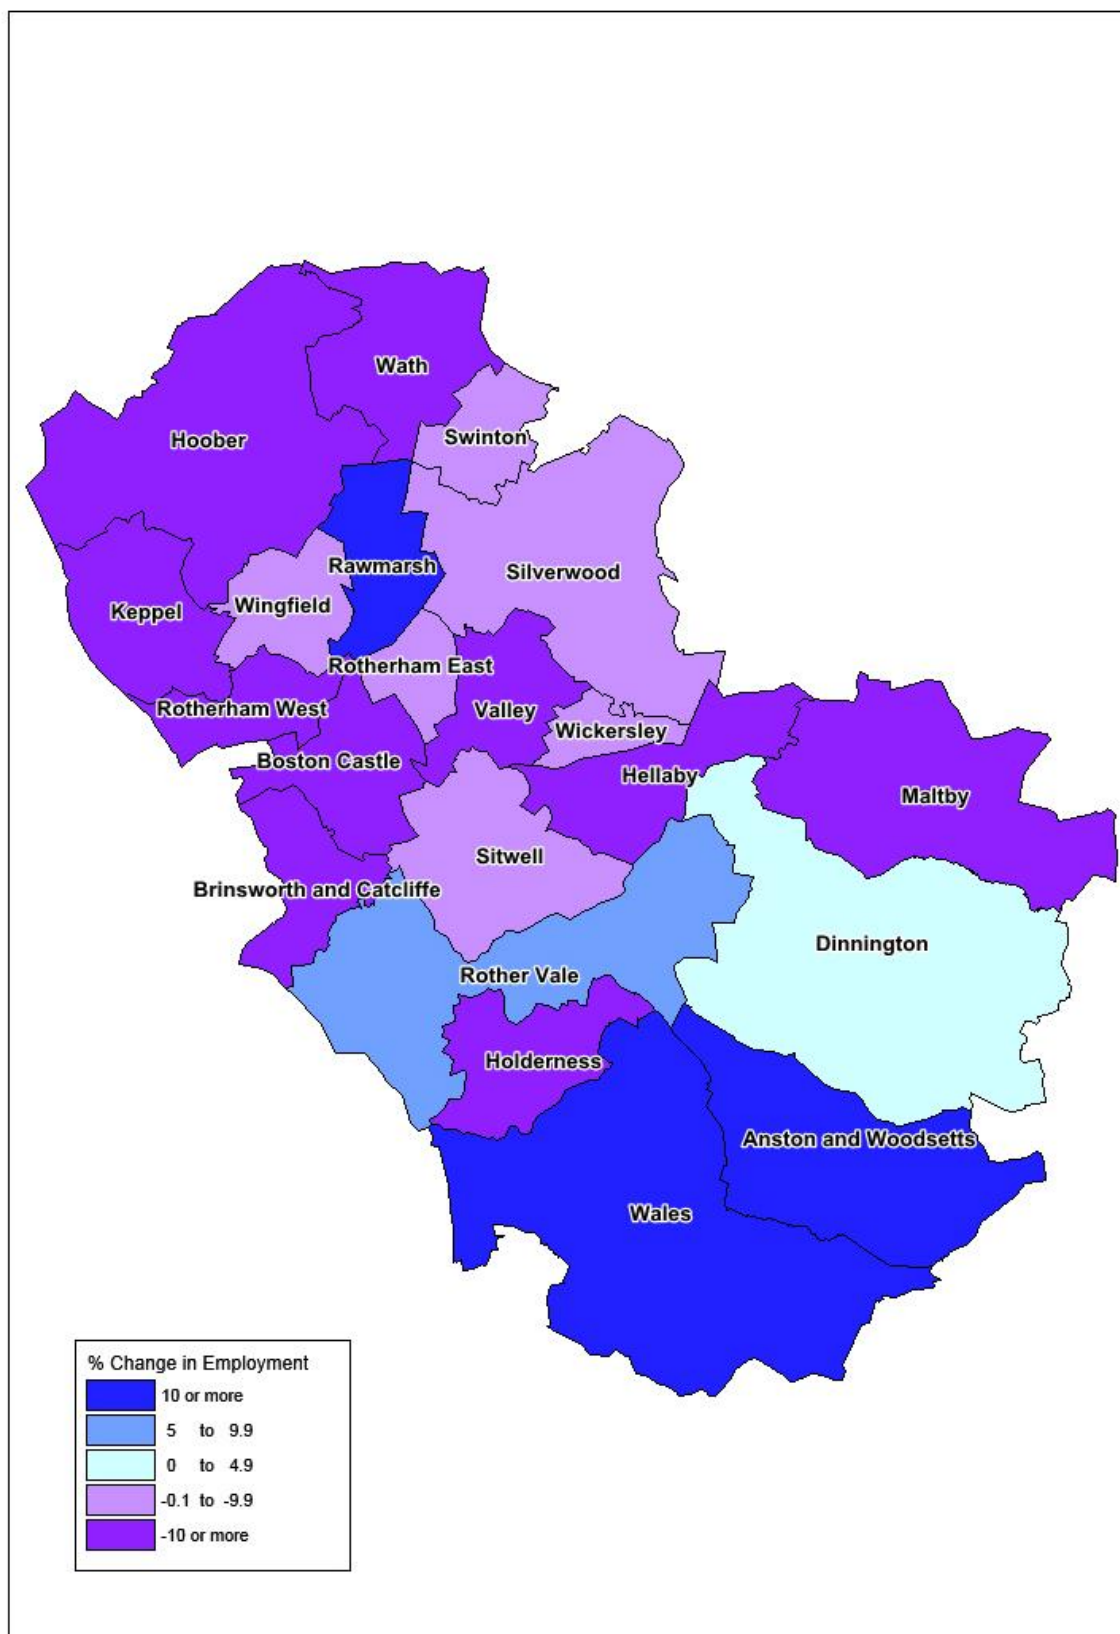 Wath
Swinton
Hoober
Rawmarsh
Silverwood
Wingfield
Keppel
Rotherham East
Rotherham West
Valley
Wickersley
Boston Castle
Hellaby
Maltby
Sitwell
Brinsworth and Catcliffe
Dinnington
Rother Vale
Holderness
Anston and Woodsetts
Wales
% Change in Employment
10 or more
5 to 9.9
0 to 4.9
-0.1 to -9.9
-10 or more